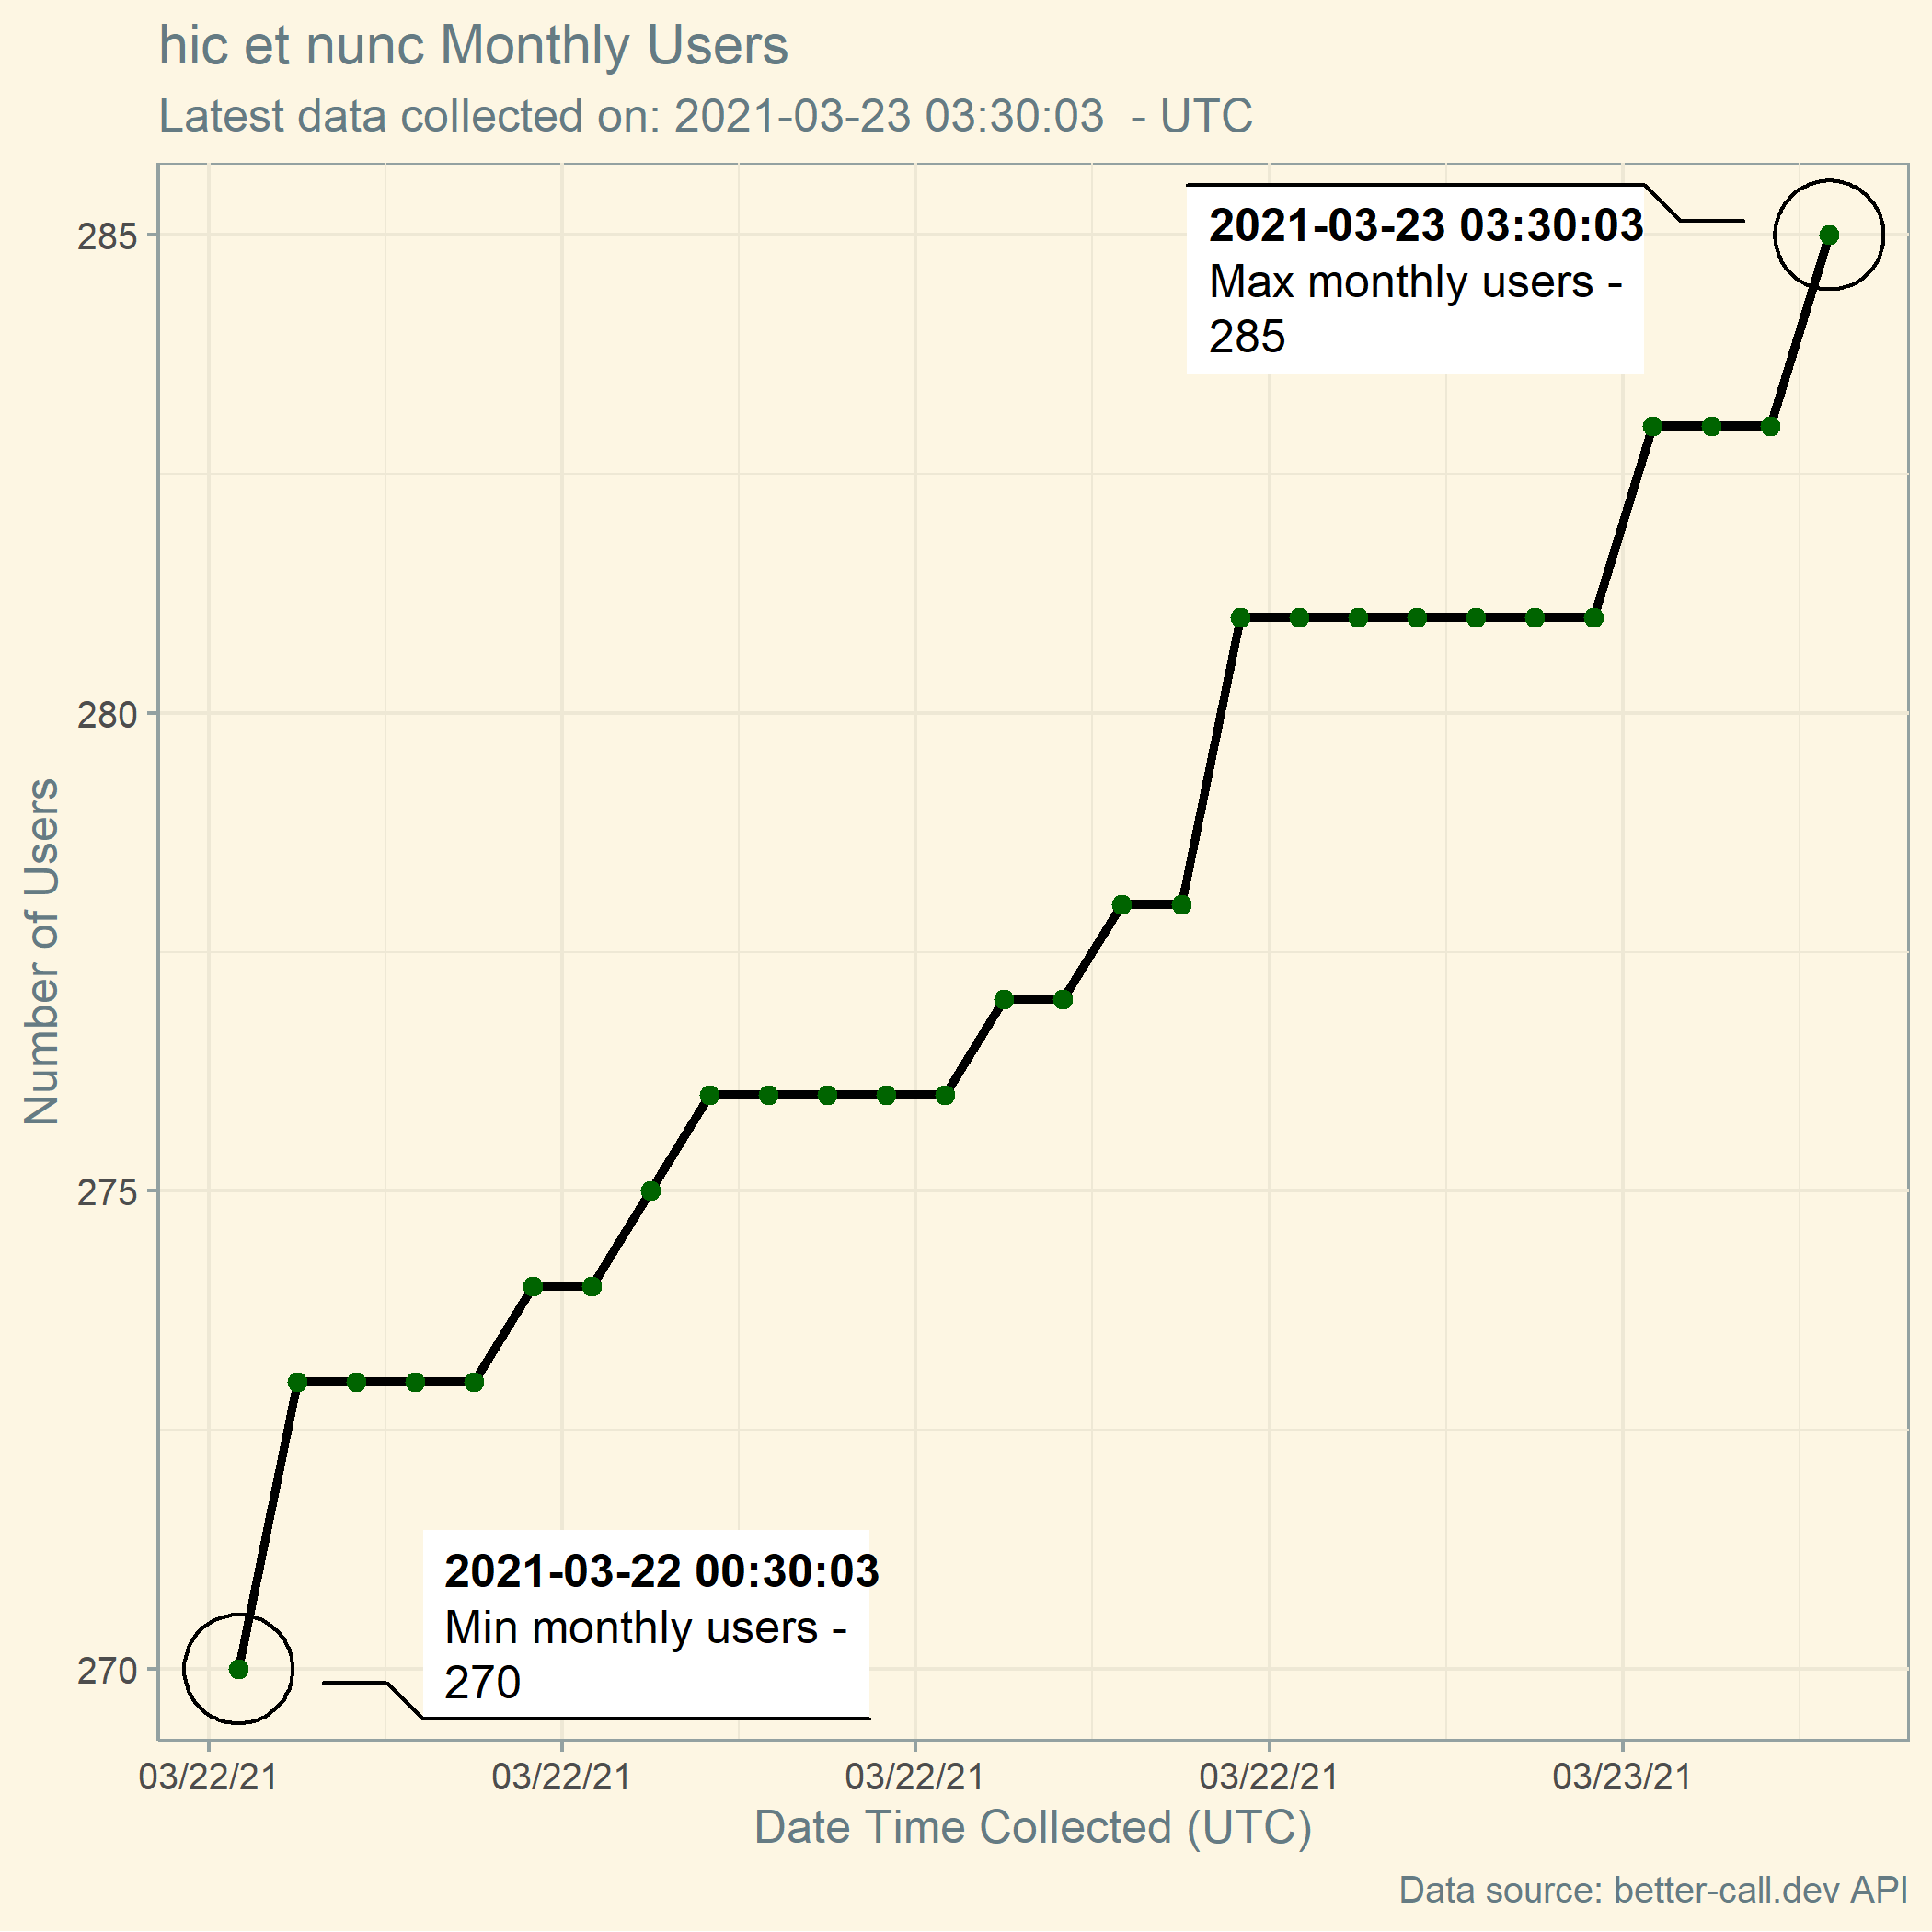 hic et nunc Monthly Users
Latest data collected on: 2021-03-23 03:30:03  - UTC
2021-03-23 03:30:03
Max monthly users -
285
285
280
275
270
Number of Users
2021-03-22 00:30:03
Min monthly users -
270
03/22/21
03/22/21
03/22/21
03/22/21
03/23/21
Date Time Collected (UTC)
Data source: better-call.dev API